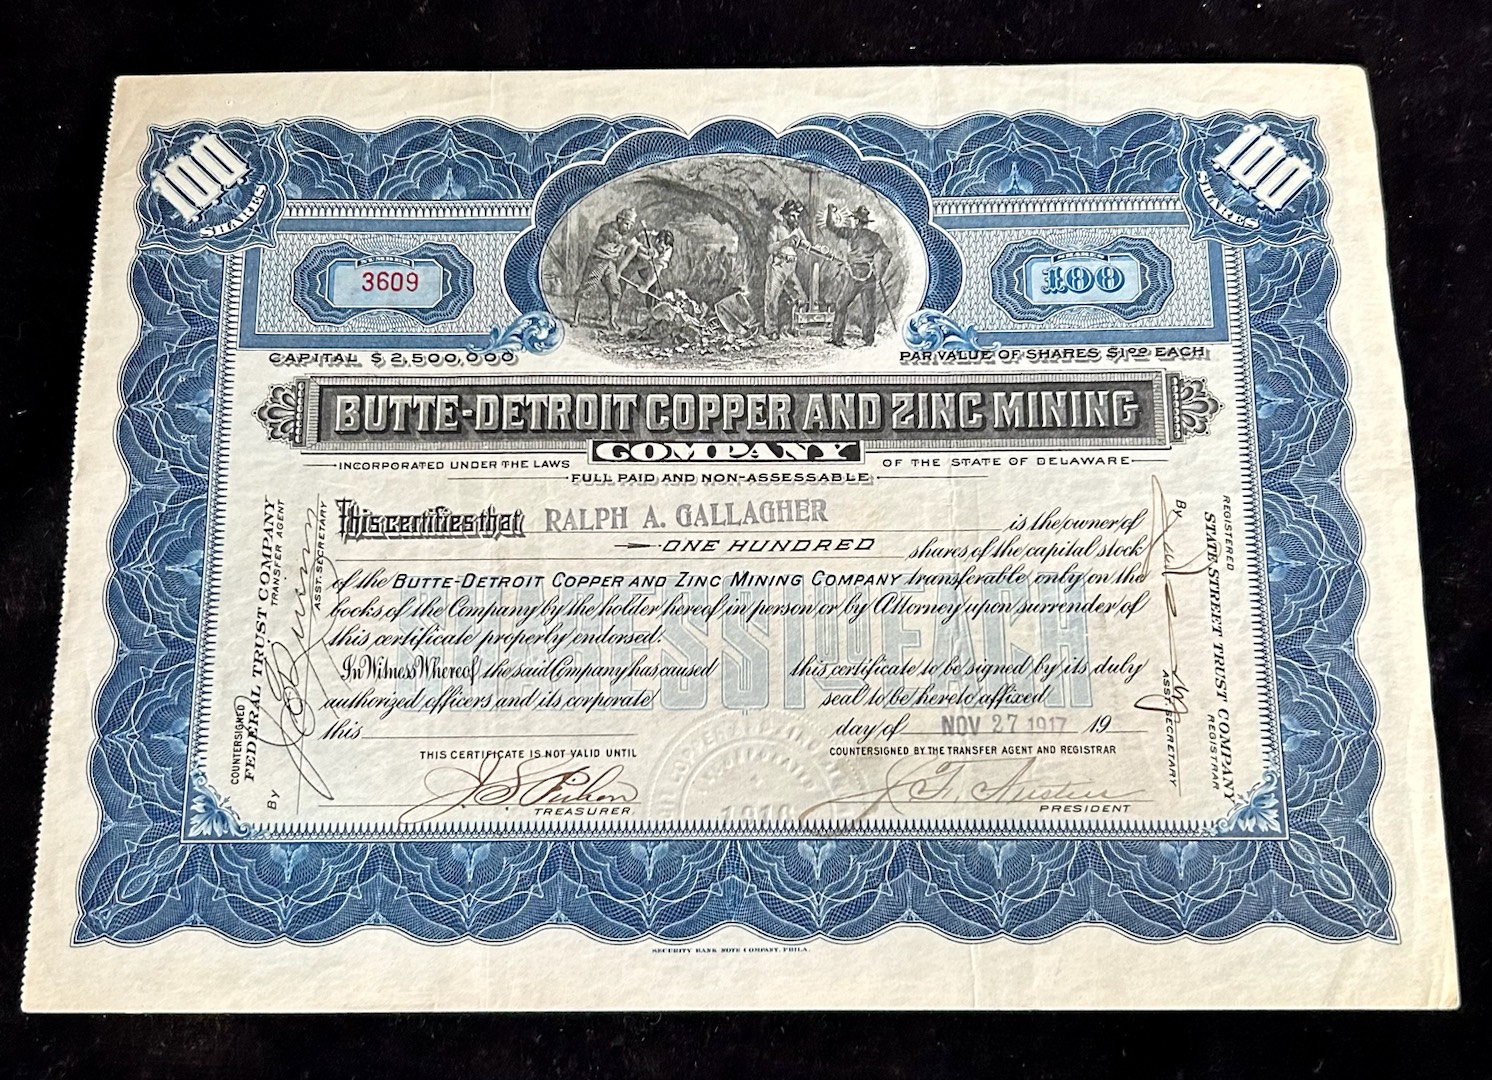 100 SHARES
100 SHARES
NUMBER
3609
SHARES
100
CAPITAL $2,500,000
PAR VALUE OF SHARES $1.00 EACH
BUTTE-DETROIT COPPER AND ZINC MINING
COMPANY
INCORPORATED UNDER THE LAWS OF THE STATE OF DELAWARE
FULL PAID AND NON-ASSESSABLE
This certifies that RALPH A. GALLAGHER is the owner of
ONE HUNDRED shares of the capital stock
of the BUTTE-DETROIT COPPER AND ZINC MINING COMPANY transferable only on the
books of the Company by the holder hereof in person or by Attorney upon surrender of
this certificate properly endorsed.
In Witness Whereof the said Company has caused this certificate to be signed by its duly
authorized officers and its corporate seal to be hereto affixed
this day of NOV 27 1917 19
THIS CERTIFICATE IS NOT VALID UNTIL COUNTERSIGNED BY THE TRANSFER AGENT AND REGISTRAR
TREASURER.
PRESIDENT
1916
COUNTERSIGNED
FEDERAL TRUST COMPANY
TRANSFER AGENT
By
ASST. SECRETARY
REGISTERED
STATE STREET TRUST COMPANY
REGISTRAR
By
ASST. SECRETARY
SHARES $1.00 EACH
SECURITY BANK NOTE COMPANY. PHILA.